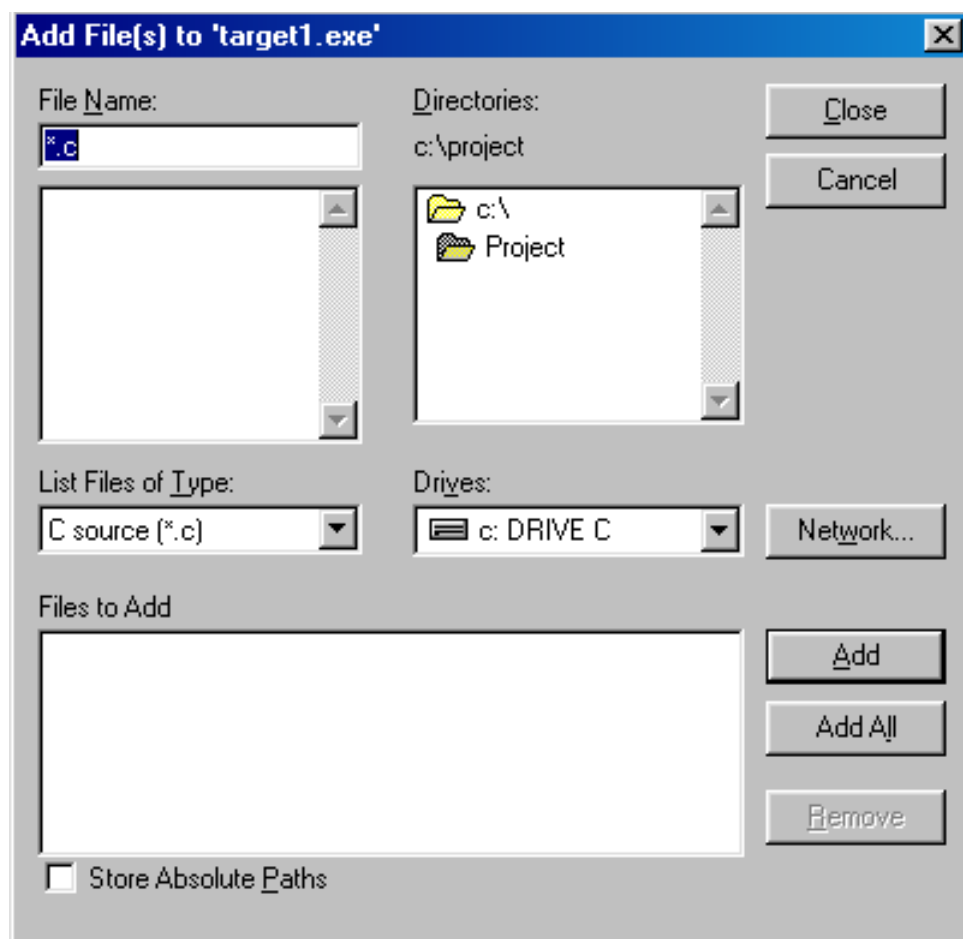 Add File(s) to 'target1.exe'
File Name:
*.c
Directories:
c:\project
c:\
Project
Close
Cancel
List Files of Type:
C source (*.c)
Drives:
c: DRIVE C
Network...
Files to Add
Add
Add All
Remove
Store Absolute Paths